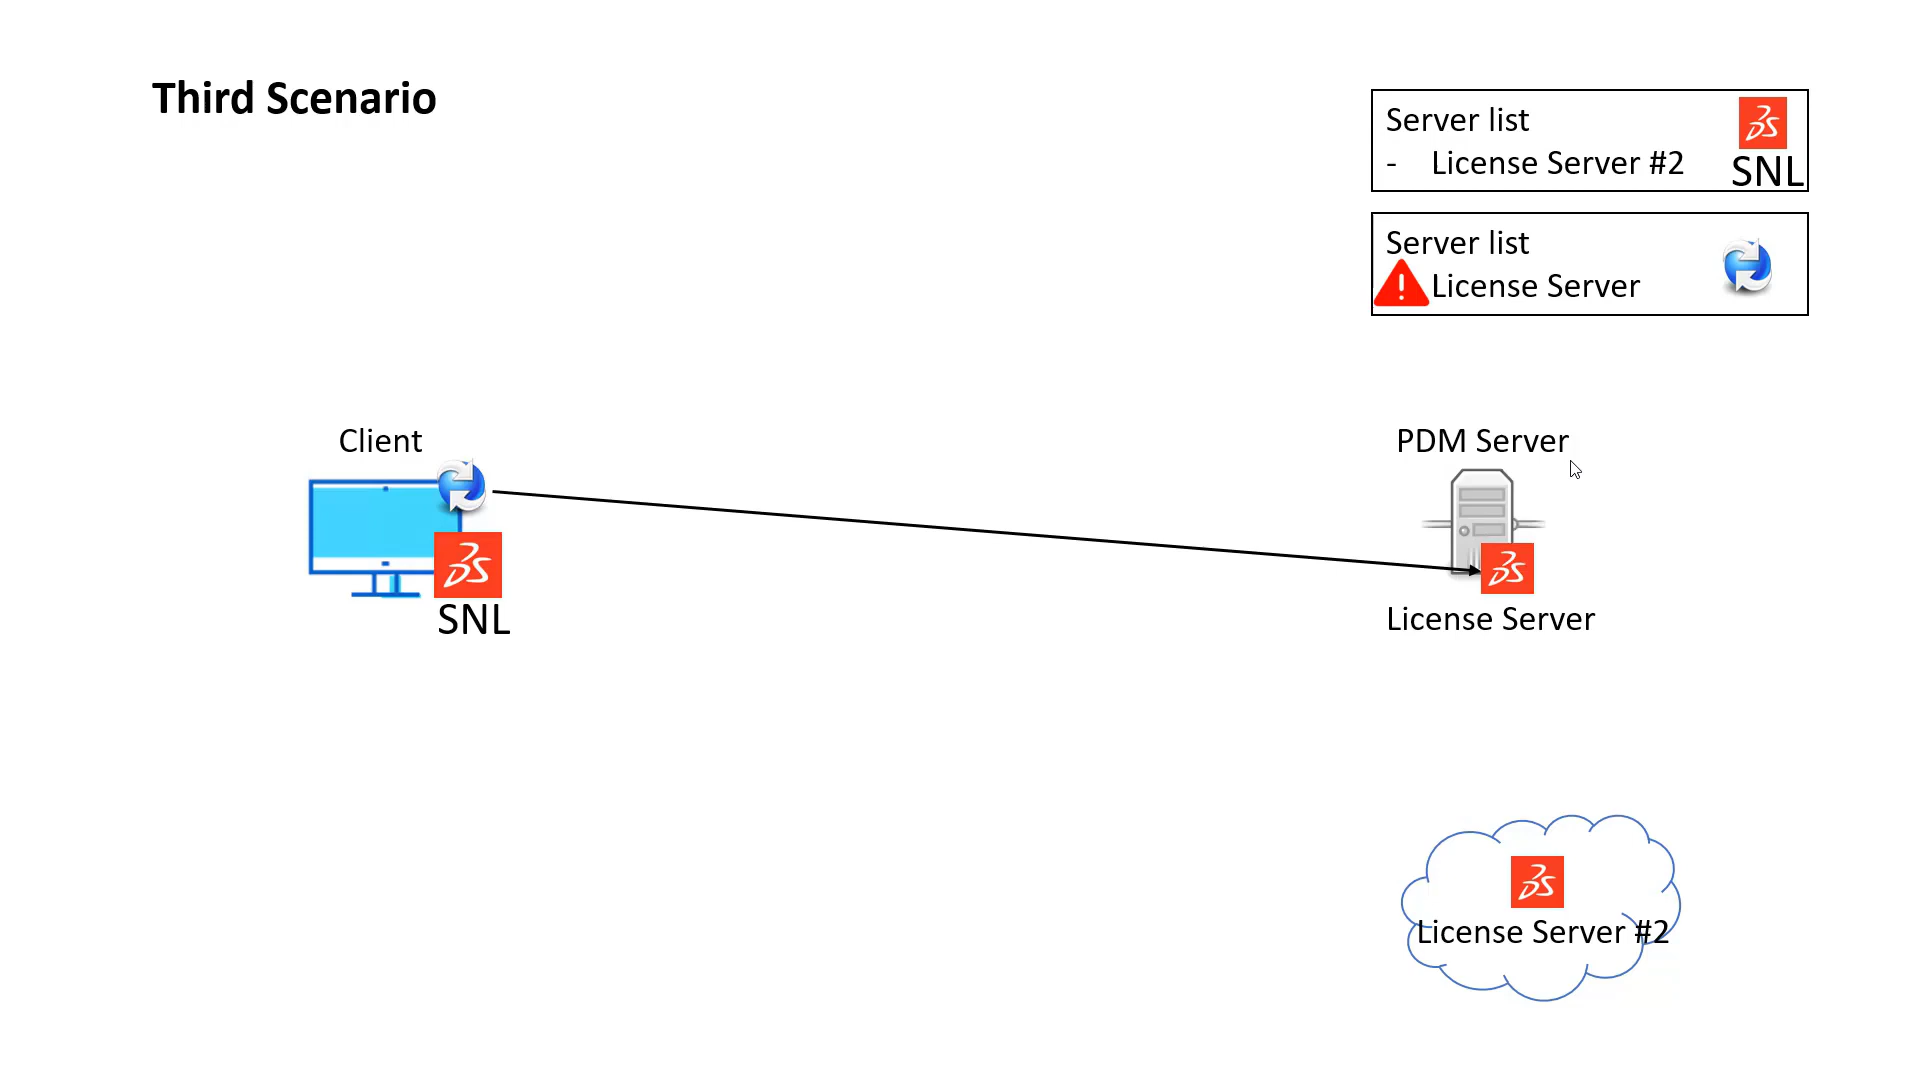 Third Scenario
Server list
- License Server #2
SNL
Server list
License Server
Client
PDM Server
SNL
License Server
License Server #2